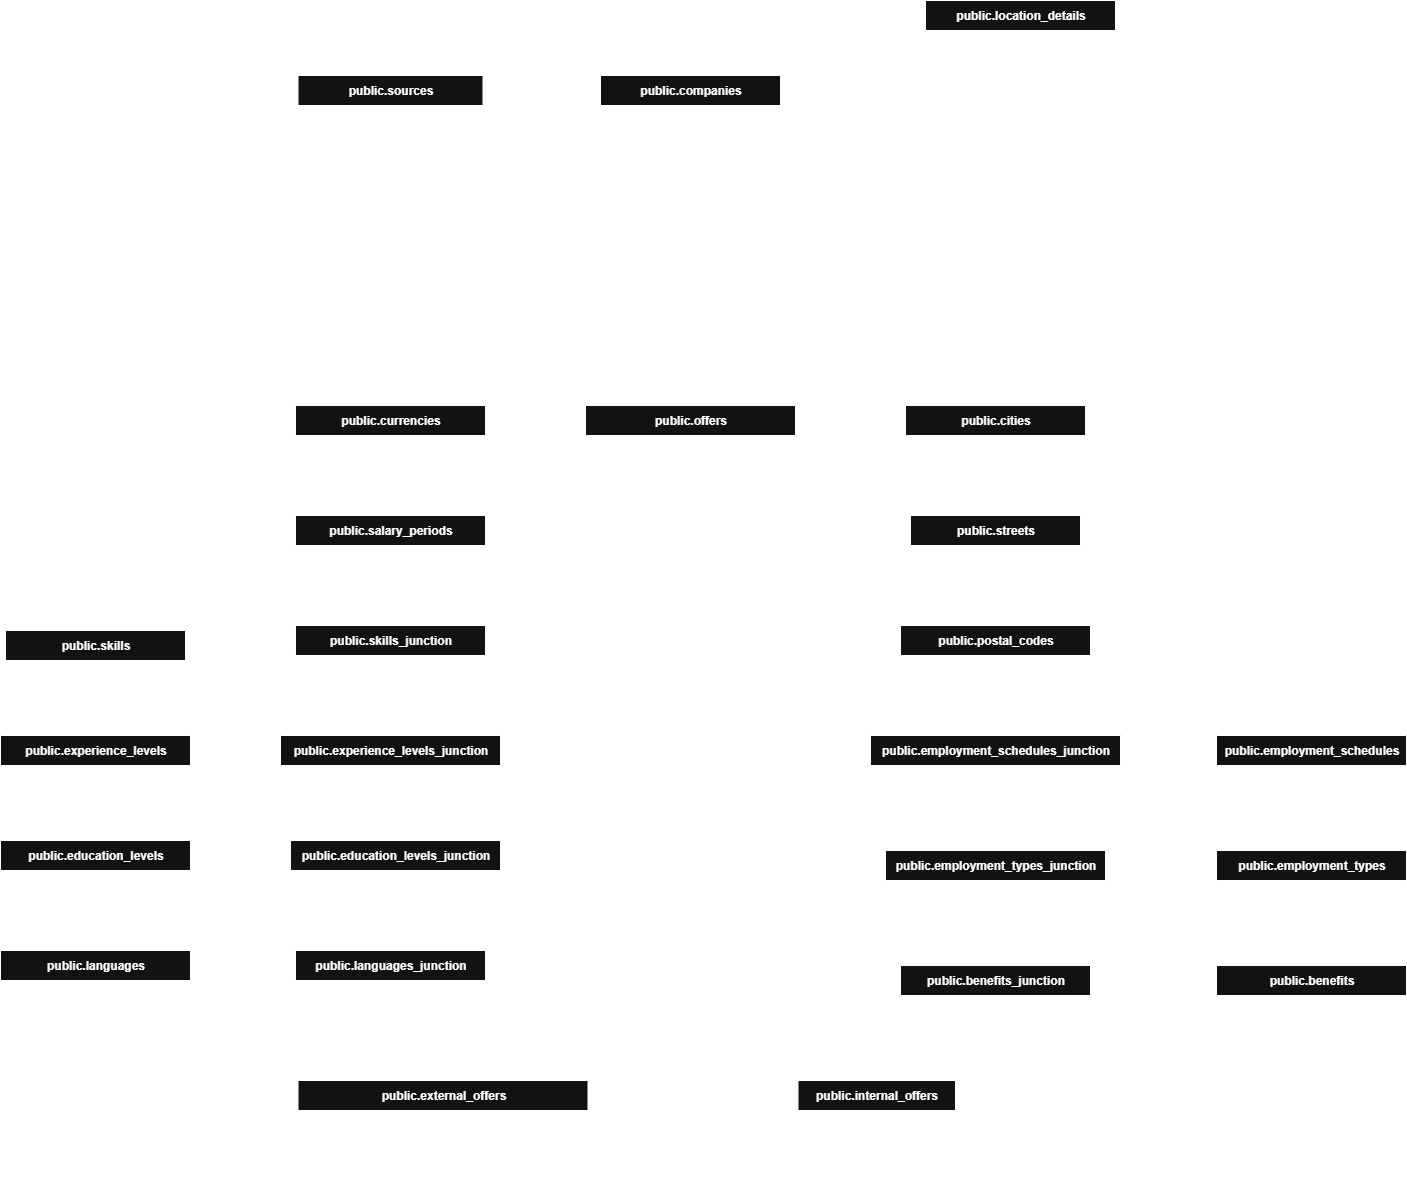 public.location_details
public.sources
public.companies
public.currencies
public.offers
public.cities
public.salary_periods
public.streets
public.skills
public.skills_junction
public.postal_codes
public.experience_levels
public.experience_levels_junction
public.employment_schedules_junction
public.employment_schedules
public.education_levels
public.education_levels_junction
public.employment_types_junction
public.employment_types
public.languages
public.languages_junction
public.benefits_junction
public.benefits
public.external_offers
public.internal_offers